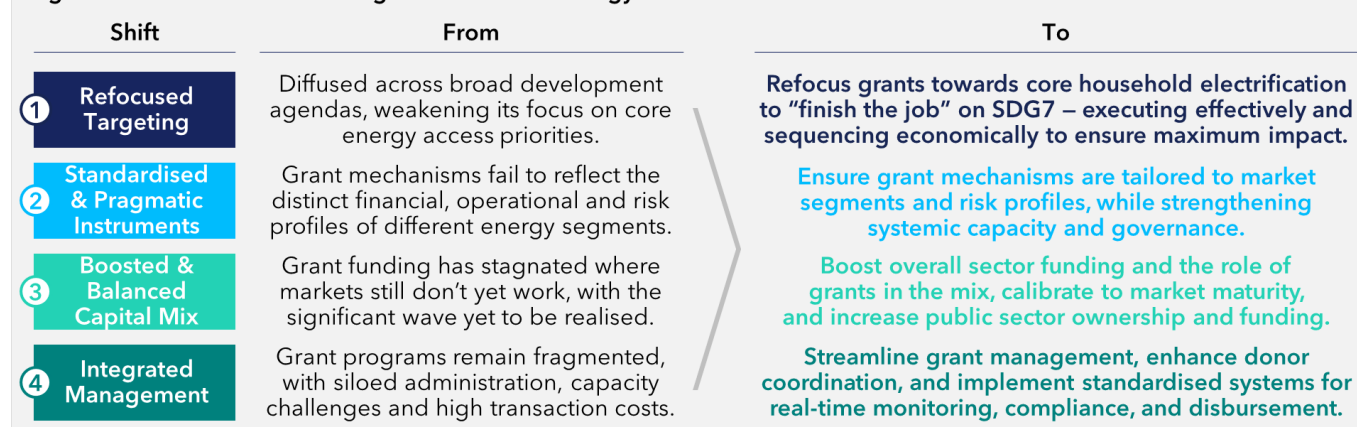 Shift
From
To
1
Refocused
Targeting
Diffused across broad development
agendas, weakening its focus on core
energy access priorities.
Refocus grants towards core household electrification
to “finish the job” on SDG7 – executing effectively and
sequencing economically to ensure maximum impact.
2
Standardised
& Pragmatic
Instruments
Grant mechanisms fail to reflect the
distinct financial, operational and risk
profiles of different energy segments.
Ensure grant mechanisms are tailored to market
segments and risk profiles, while strengthening
systemic capacity and governance.
3
Boosted &
Balanced
Capital Mix
Grant funding has stagnated where
markets still don’t yet work, with the
significant wave yet to be realised.
Boost overall sector funding and the role of
grants in the mix, calibrate to market maturity,
and increase public sector ownership and funding.
4
Integrated
Management
Grant programs remain fragmented,
with siloed administration, capacity
challenges and high transaction costs.
Streamline grant management, enhance donor
coordination, and implement standardised systems for
real-time monitoring, compliance, and disbursement.